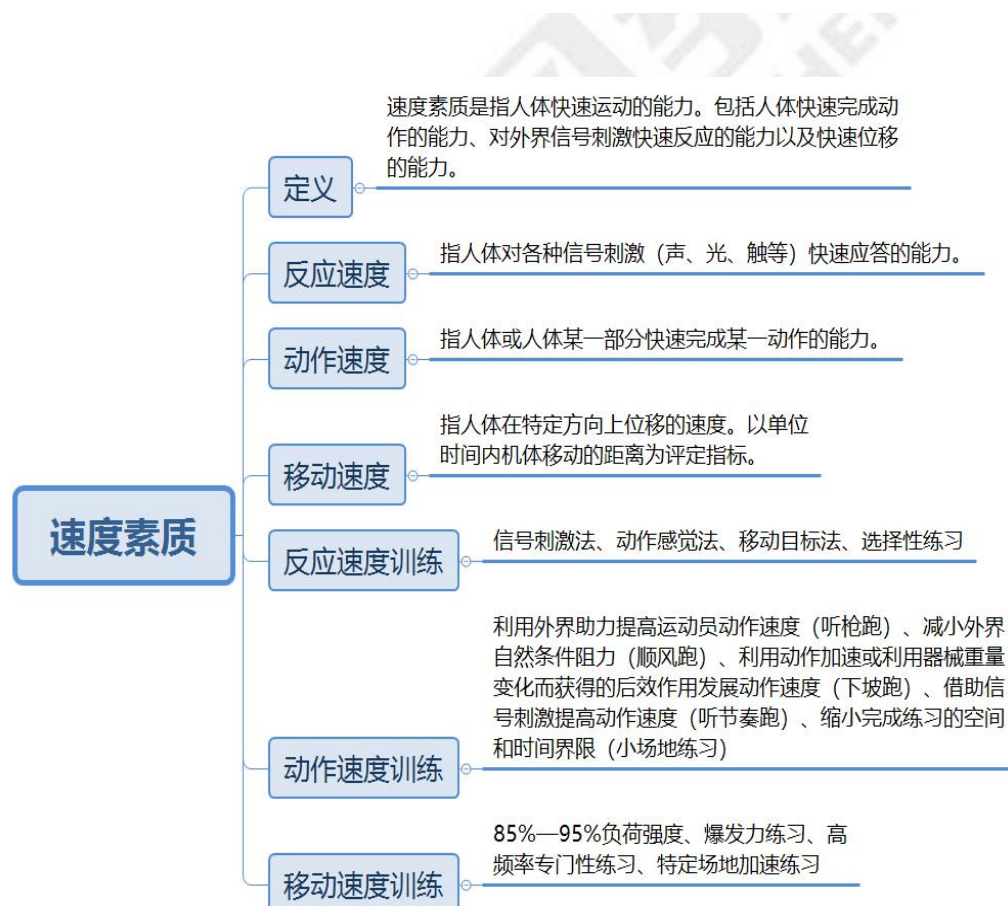 速度素质是指人体快速运动的能力。包括人体快速完成动
作的能力、对外界信号刺激快速反应的能力以及快速位移
的能力。
定义
指人体对各种信号刺激（声、光、触等）快速应答的能力。
反应速度
指人体或人体某一部分快速完成某一动作的能力。
动作速度
指人体在特定方向上位移的速度。以单位
时间内机体移动的距离为评定指标。
移动速度
速度素质
信号刺激法、动作感觉法、移动目标法、选择性练习
反应速度训练
利用外界助力提高运动员动作速度（听枪跑）、减小外界
自然条件阻力（顺风跑）、利用动作加速或利用器械重量
变化而获得的后效作用发展动作速度（下坡跑）、借助信
号刺激提高动作速度（听节奏跑）、缩小完成练习的空间
和时间界限（小场地练习）
动作速度训练
85%—95%负荷强度、爆发力练习、高
频率专门性练习、特定场地加速练习
移动速度训练